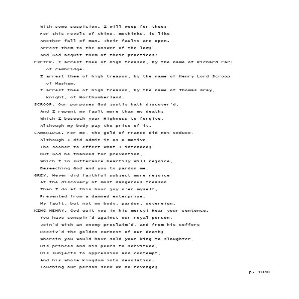 With some suspicion. I will weep for thee;
For this revolt of thine, methinks, is like
Another fall of man. Their faults are open.
Arrest them to the answer of the law;
And God acquit them of their practices!
EXETER. I arrest thee of high treason, by the name of Richard Earl
of Cambridge.
I arrest thee of high treason, by the name of Henry Lord Scroop
of Masham.
I arrest thee of high treason, by the name of Thomas Grey,
knight, of Northumberland.
SCROOP. Our purposes God justly hath discover'd,
And I repent my fault more than my death;
Which I beseech your Highness to forgive,
Although my body pay the price of it.
CAMBRIDGE. For me, the gold of France did not seduce,
Although I did admit it as a motive
The sooner to effect what I intended;
But God be thanked for prevention,
Which I in sufferance heartily will rejoice,
Beseeching God and you to pardon me.
GREY. Never did faithful subject more rejoice
At the discovery of most dangerous treason
Than I do at this hour joy o'er myself,
Prevented from a damned enterprise.
My fault, but not my body, pardon, sovereign.
KING HENRY. God quit you in his mercy! Hear your sentence.
You have conspir'd against our royal person,
Join'd with an enemy proclaim'd, and from his coffers
Receiv'd the golden earnest of our death;
Wherein you would have sold your king to slaughter,
His princes and his peers to servitude,
His subjects to oppression and contempt,
And his whole kingdom into desolation.
Touching our person seek we no revenge;